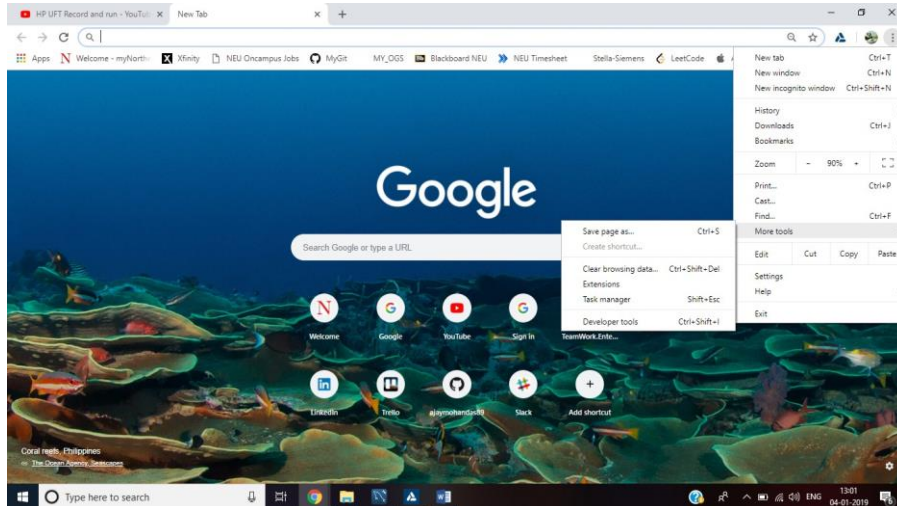 HP UFT Record and run - YouTub
New Tab
Apps
Welcome - myNorth
Xfinity
NEU Oncampus Jobs
MyGit
MY_OGS
Blackboard NEU
NEU Timesheet
Stella-Siemens
LeetCode
New tab Ctrl+T
New window Ctrl+N
New incognito window Ctrl+Shift+N
History
Downloads Ctrl+J
Bookmarks
Zoom - 90% +
Print... Ctrl+P
Cast...
Find... Ctrl+F
More tools
Edit Cut Copy Paste
Settings
Help
Exit
Save page as... Ctrl+S
Create shortcut...
Clear browsing data... Ctrl+Shift+Del
Extensions
Task manager Shift+Esc
Developer tools Ctrl+Shift+I
Google
Search Google or type a URL
Welcome
Google
YouTube
Sign in
TeamWork.Ente...
LinkedIn
Trello
ajaymohandas89
Slack
Add shortcut
Coral reefs, Philippines
The Ocean Agency, Seascapes
Type here to search
ENG
13:01
04-01-2019